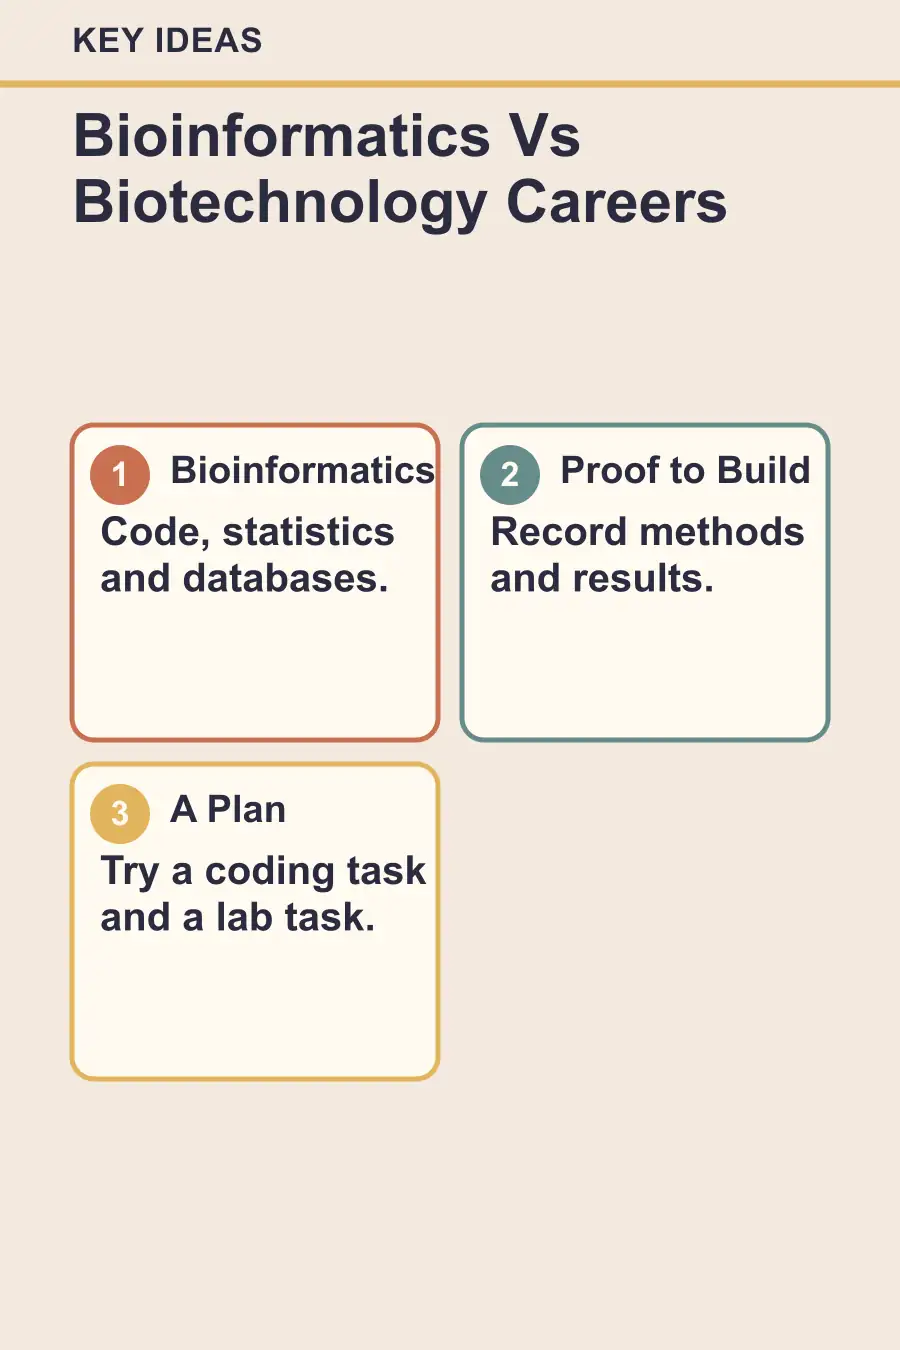 KEY IDEAS
Bioinformatics Vs
Biotechnology Careers
1 Bioinformatics
Code, statistics
and databases.
2 Proof to Build
Record methods
and results.
3 A Plan
Try a coding task
and a lab task.